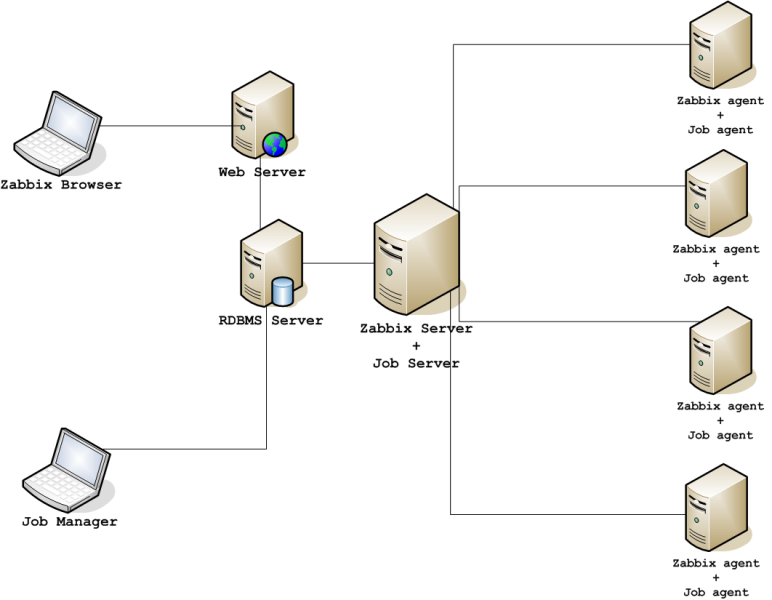 Zabbix agent
+
Job agent
Web Server
Zabbix Browser
Zabbix agent
+
Job agent
RDBMS Server
Zabbix Server
+
Job Server
Zabbix agent
+
Job agent
Job Manager
Zabbix agent
+
Job agent